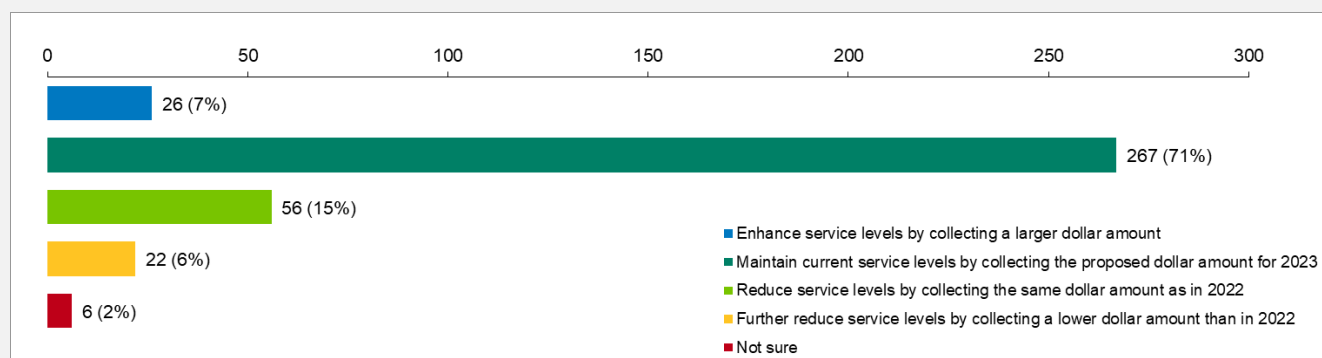 0 50 100 150 200 250 300
26 (7%)
267 (71%)
56 (15%)
22 (6%)
6 (2%)
Enhance service levels by collecting a larger dollar amount
Maintain current service levels by collecting the proposed dollar amount for 2023
Reduce service levels by collecting the same dollar amount as in 2022
Further reduce service levels by collecting a lower dollar amount than in 2022
Not sure